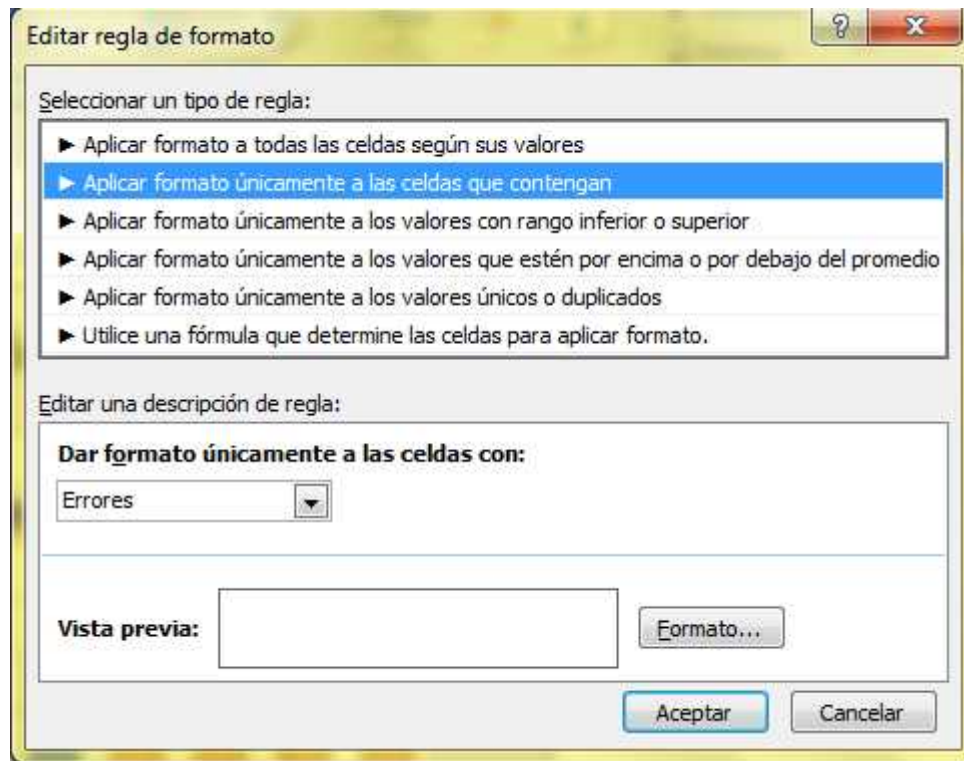 Editar regla de formato
Seleccionar un tipo de regla:
► Aplicar formato a todas las celdas según sus valores
► Aplicar formato únicamente a las celdas que contengan
► Aplicar formato únicamente a los valores con rango inferior o superior
► Aplicar formato únicamente a los valores que estén por encima o por debajo del promedio
► Aplicar formato únicamente a los valores únicos o duplicados
► Utilice una fórmula que determine las celdas para aplicar formato.
Editar una descripción de regla:
Dar formato únicamente a las celdas con:
Errores
Vista previa:
Formato...
Aceptar
Cancelar